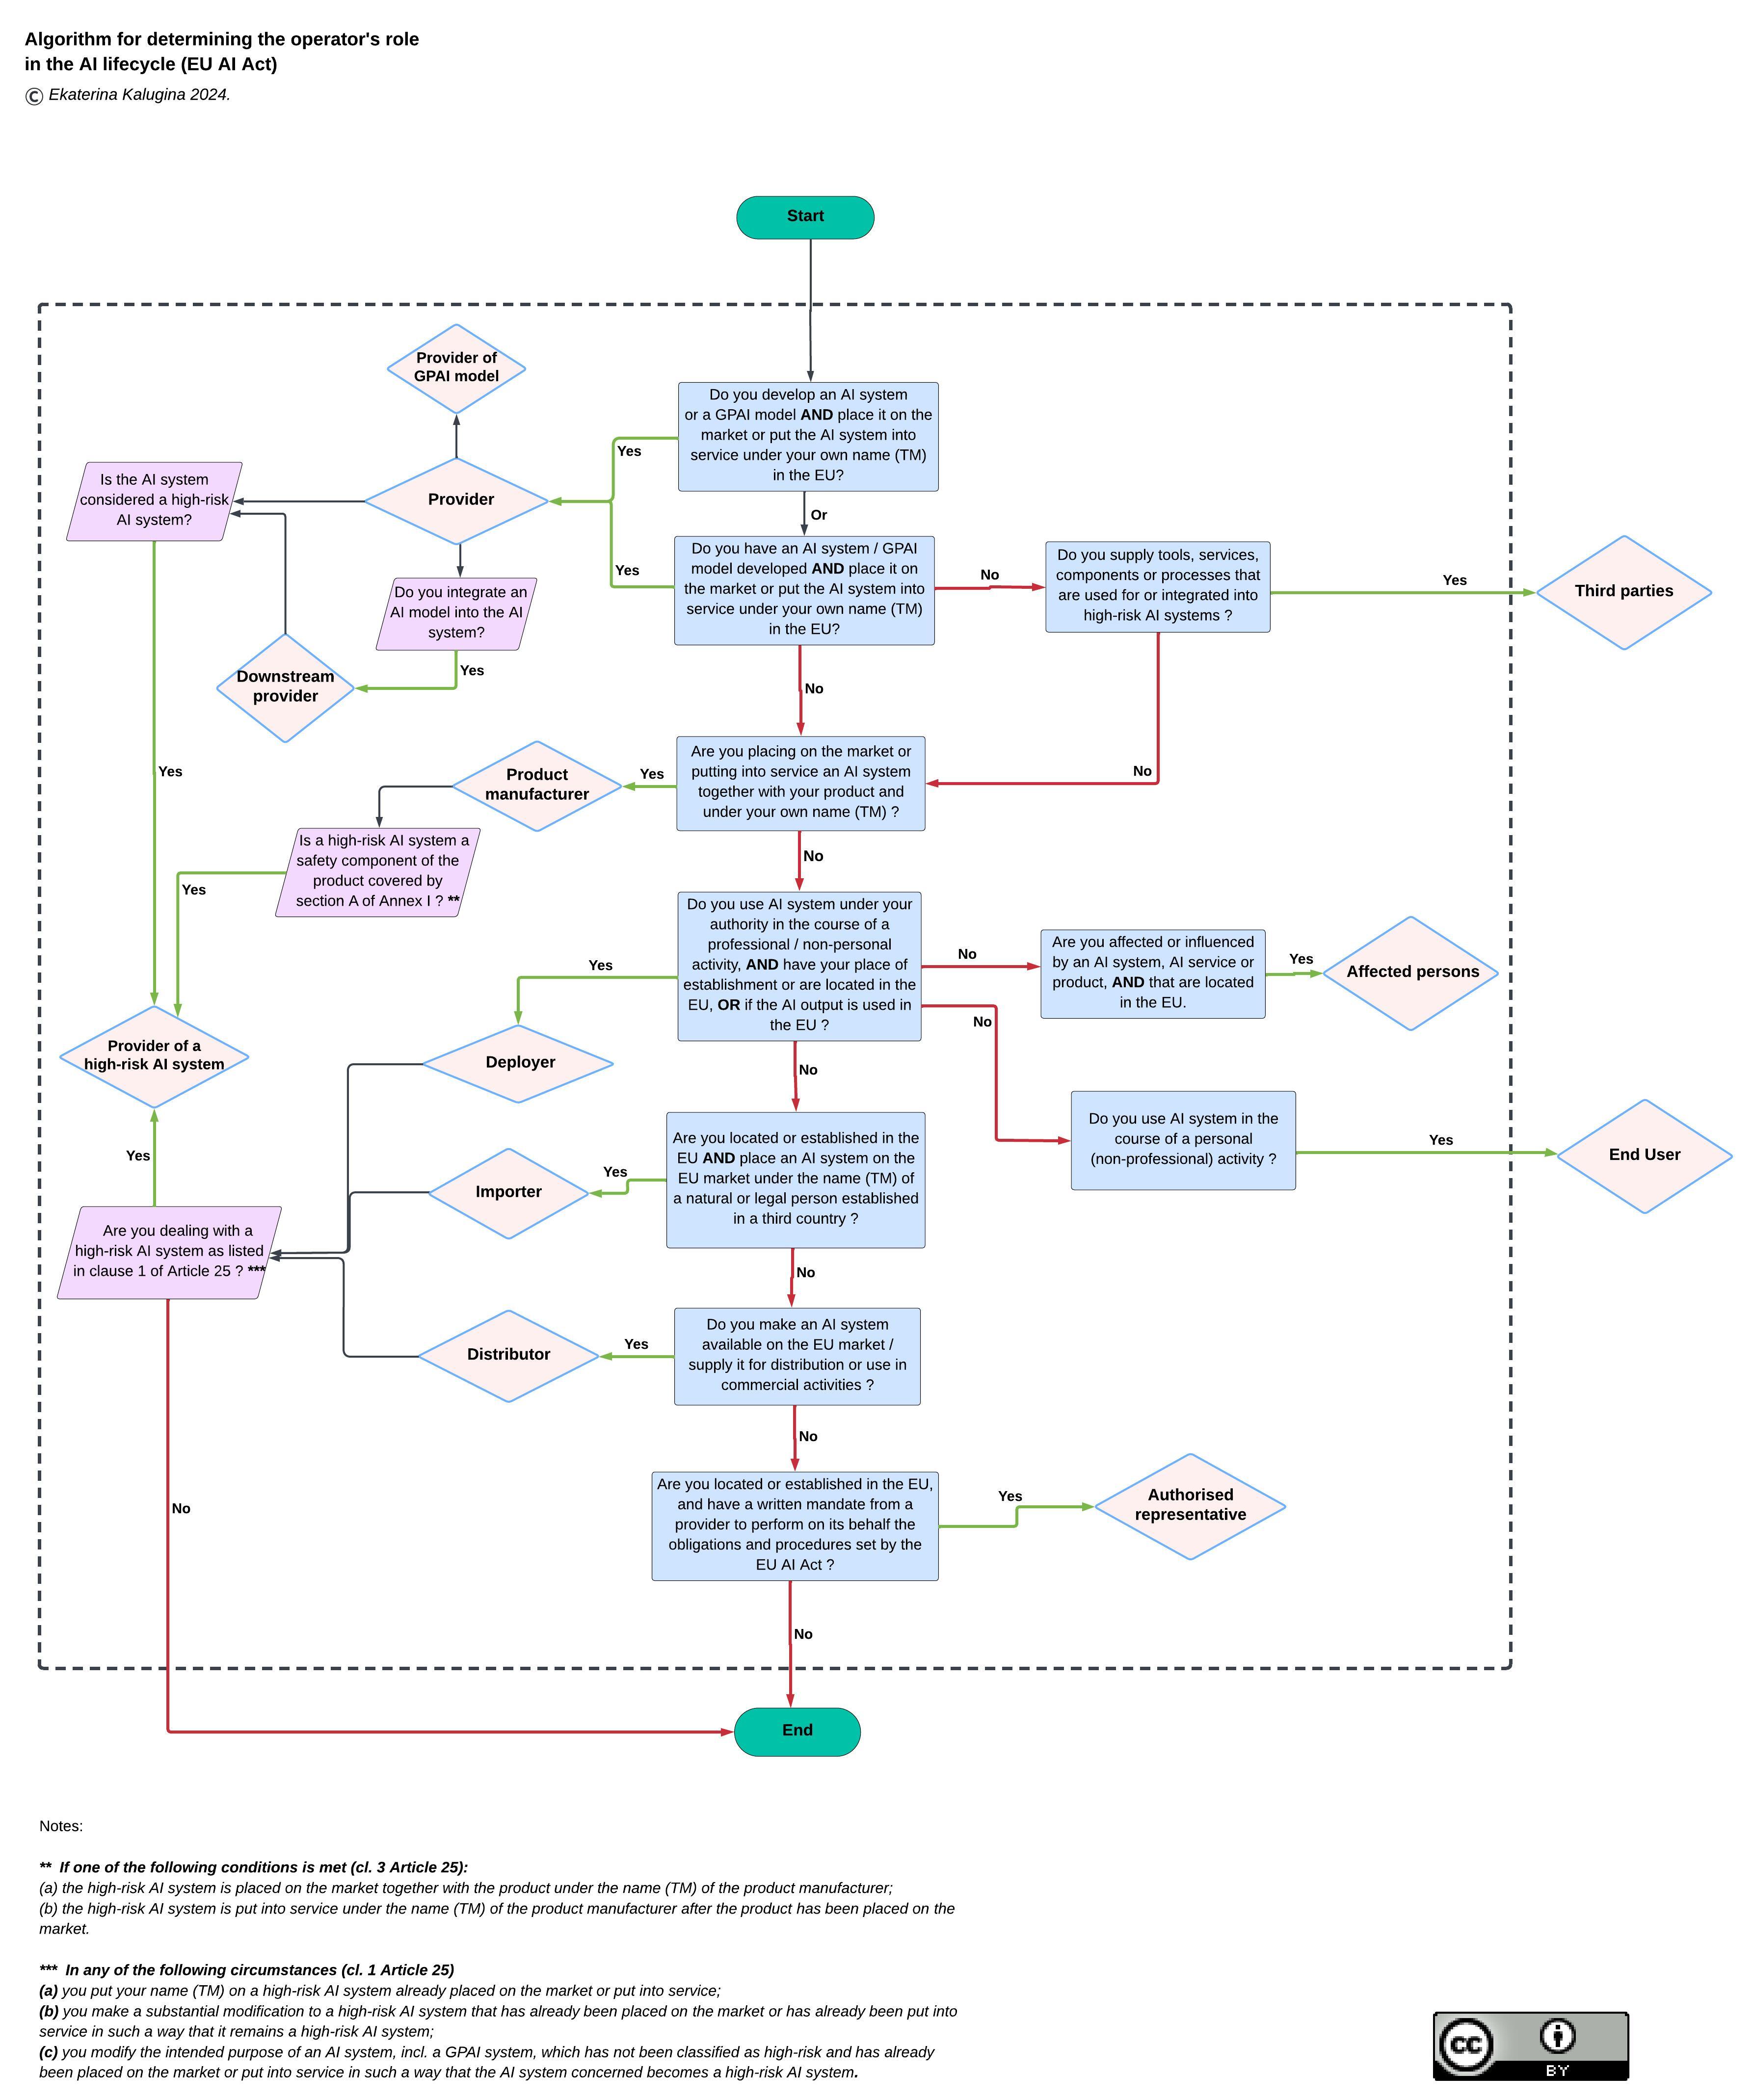 Algorithm for determining the operator's role
in the AI lifecycle (EU AI Act)
© Ekaterina Kalugina 2024.
Start
Provider of
GPAI model
Do you develop an AI system
or a GPAI model AND place it on the
market or put the AI system into
service under your own name (TM)
in the EU?
Yes
Is the AI system
considered a high-risk
AI system?
Provider
Or
Do you have an AI system / GPAI
model developed AND place it on
the market or put the AI system into
service under your own name (TM)
in the EU?
Yes
No
Do you supply tools, services,
components or processes that
are used for or integrated into
high-risk AI systems ?
Yes
Third parties
Do you integrate an
AI model into the AI
system?
Yes
Downstream
provider
No
Yes
No
Product
manufacturer
Yes
Are you placing on the market or
putting into service an AI system
together with your product and
under your own name (TM) ?
Is a high-risk AI system a
safety component of the
product covered by
section A of Annex I ? **
Yes
No
Do you use AI system under your
authority in the course of a
professional / non-personal
activity, AND have your place of
establishment or are located in the
EU, OR if the AI output is used in
the EU ?
Yes
No
Are you affected or influenced
by an AI system, AI service or
product, AND that are located
in the EU.
Yes
Affected persons
No
Provider of a
high-risk AI system
Deployer
No
Do you use AI system in the
course of a personal
(non-professional) activity ?
Yes
End User
Yes
Importer
Yes
Are you located or established in the
EU AND place an AI system on the
EU market under the name (TM) of
a natural or legal person established
in a third country ?
Are you dealing with a
high-risk AI system as listed
in clause 1 of Article 25 ? ***
No
Distributor
Yes
Do you make an AI system
available on the EU market /
supply it for distribution or use in
commercial activities ?
No
Are you located or established in the EU,
and have a written mandate from a
provider to perform on its behalf the
obligations and procedures set by the
EU AI Act ?
Yes
Authorised
representative
No
No
End
Notes:
** If one of the following conditions is met (cl. 3 Article 25):
(a) the high-risk AI system is placed on the market together with the product under the name (TM) of the product manufacturer;
(b) the high-risk AI system is put into service under the name (TM) of the product manufacturer after the product has been placed on the
market.
*** In any of the following circumstances (cl. 1 Article 25)
(a) you put your name (TM) on a high-risk AI system already placed on the market or put into service;
(b) you make a substantial modification to a high-risk AI system that has already been placed on the market or has already been put into
service in such a way that it remains a high-risk AI system;
(c) you modify the intended purpose of an AI system, incl. a GPAI system, which has not been classified as high-risk and has already
been placed on the market or put into service in such a way that the AI system concerned becomes a high-risk AI system.
cc
BY